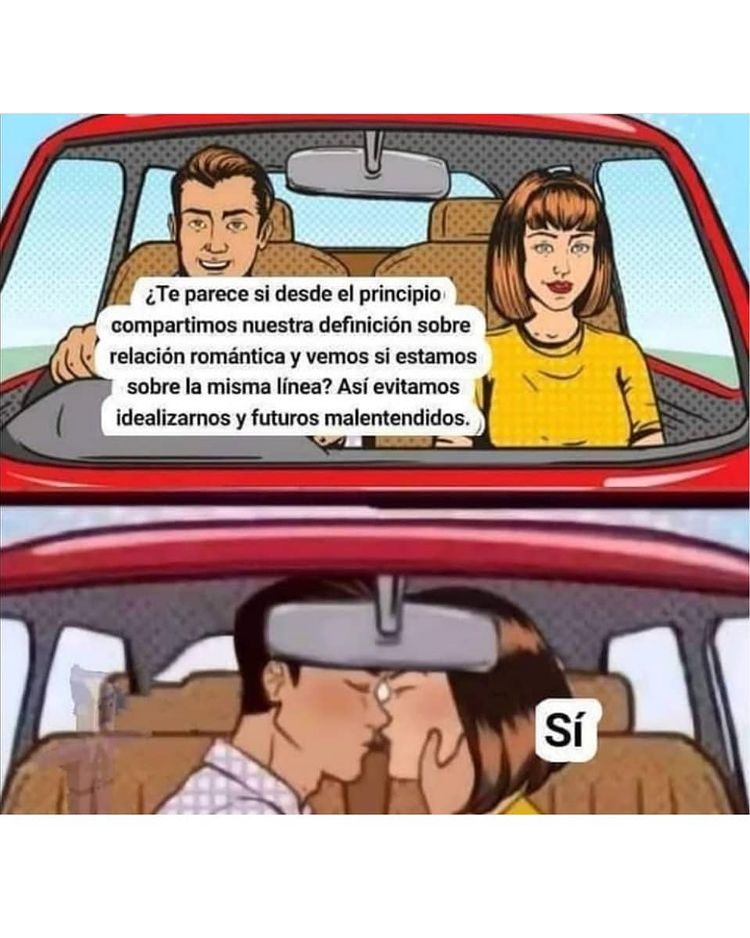 ¿Te parece si desde el principio
compartimos nuestra definición sobre
relación romántica y vemos si estamos
sobre la misma línea? Así evitamos
idealizarnos y futuros malentendidos.
Sí